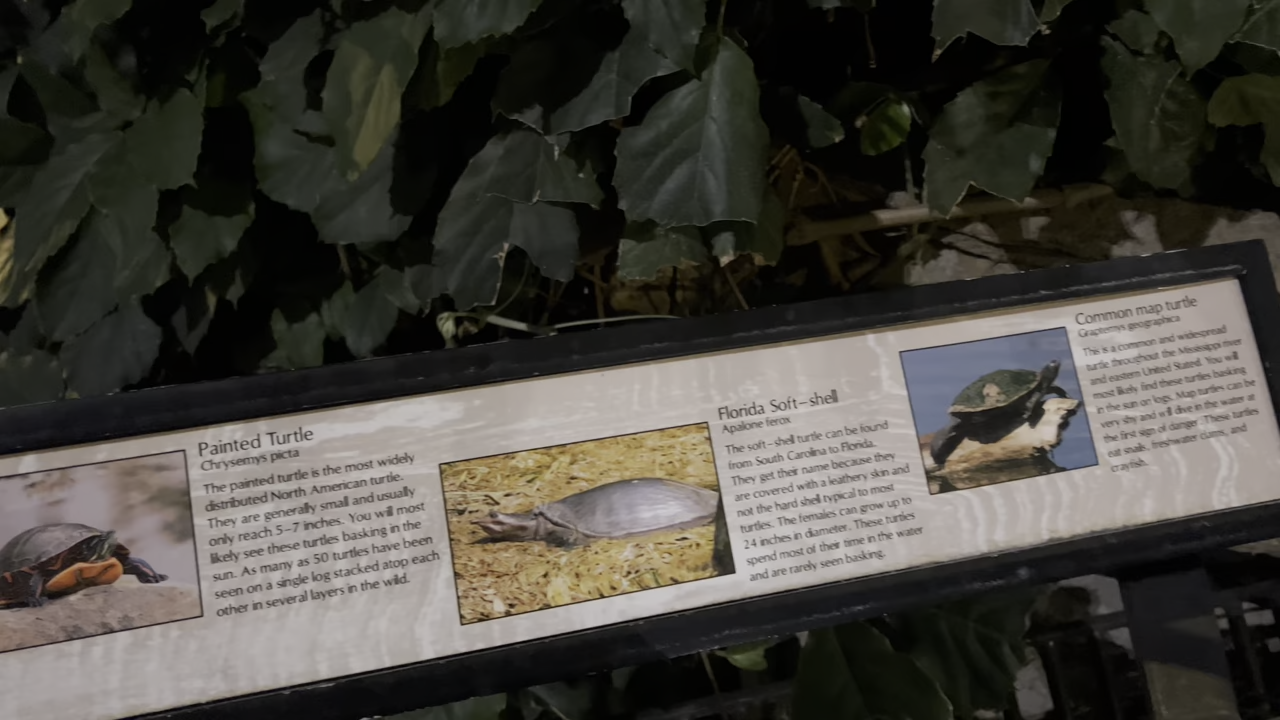 Painted Turtle
Chrysemys picta
The painted turtle is the most widely
distributed North American turtle.
They are generally small and usually
only reach 5-7 inches. You will most
likely see these turtles basking in the
sun. As many as 50 turtles have been
seen on a single log stacked atop each
other in several layers in the wild.
Florida Soft-shell
Apalone ferox
The soft-shell turtle can be found
from South Carolina to Florida.
They get their name because they
are covered with a leathery skin and
not the hard shell typical to most
turtles. The females can grow up to
24 inches in diameter. These turtles
spend most of their time in the water
and are rarely seen basking.
Common map turtle
Graptemys geographica
This is a common and widespread
turtle throughout the Mississippi river
and eastern United Stated. You will
most likely find these turtles basking
in the sun on logs. Map turtles can be
very shy and will dive in the water at
the first sign of danger. These turtles
eat snails, freshwater clams, and
crayfish.